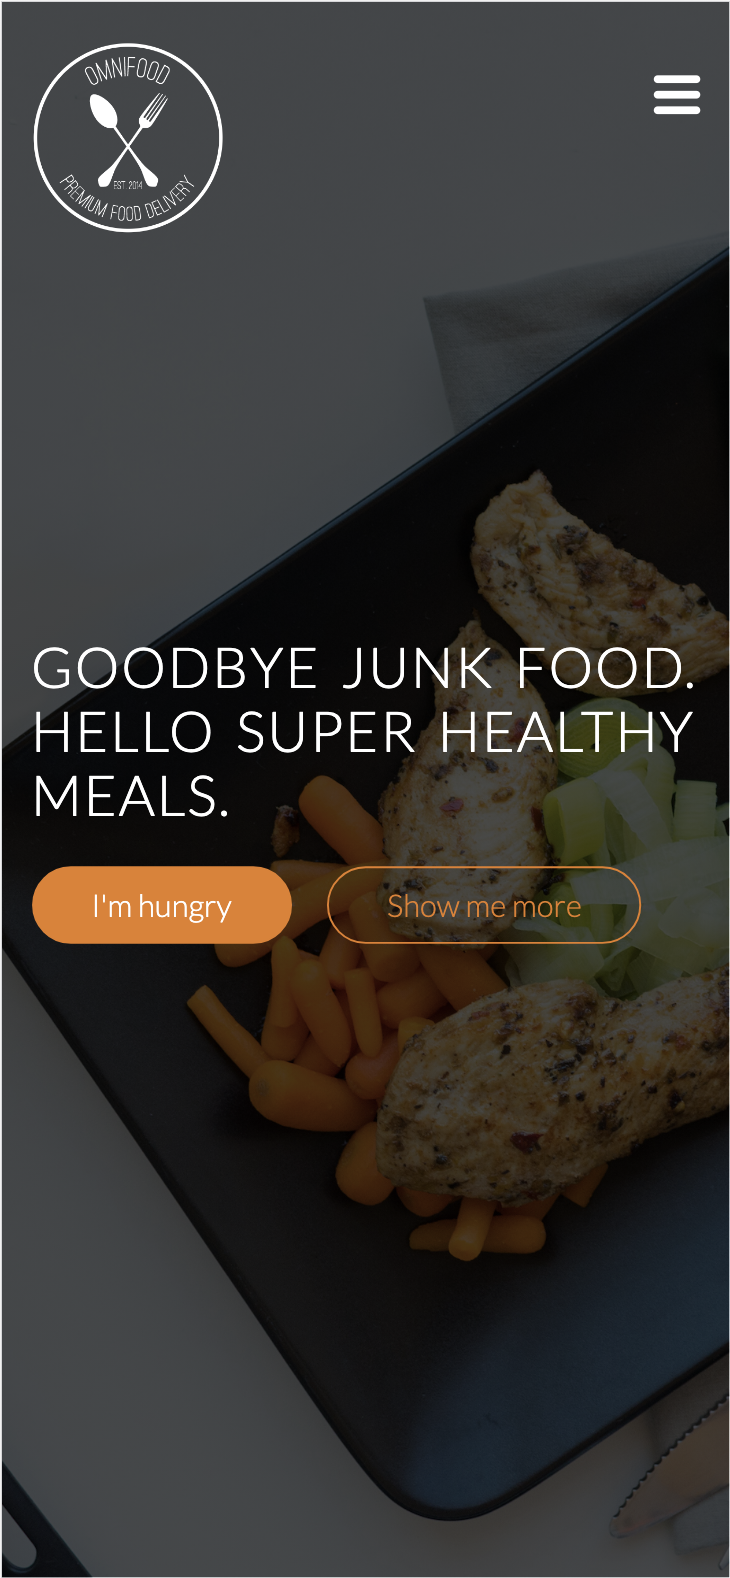 OMNIFOOD
EST. 2014
PREMIUM FOOD DELIVERY
GOODBYE JUNK FOOD.
HELLO SUPER HEALTHY
MEALS.
I'm hungry
Show me more